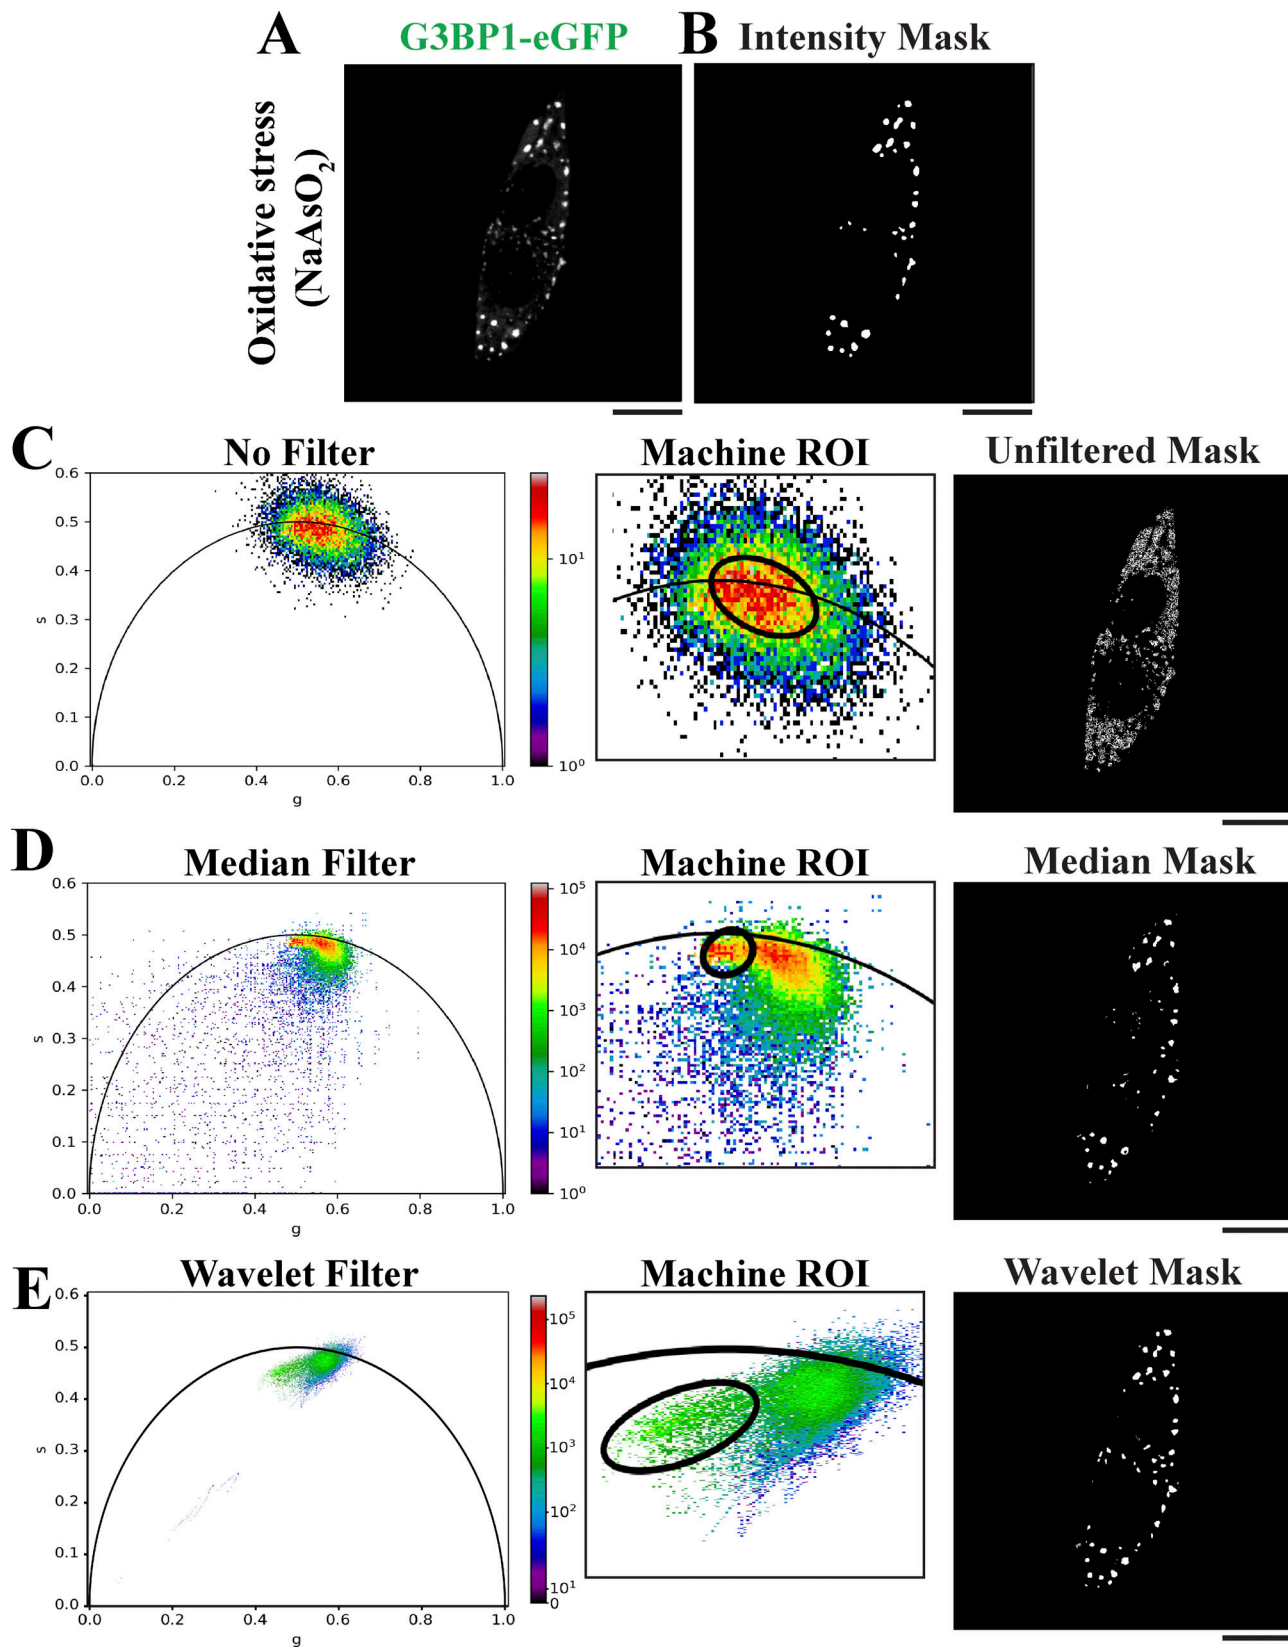 A G3BP1-eGFP B Intensity Mask
Oxidative stress
(NaAsO₂)
C No Filter Machine ROI Unfiltered Mask
0.6
0.5
0.4
0.3
0.2
0.1
0.0
s
0.0 0.2 0.4 0.6 0.8 1.0
g
10¹
10⁰
D Median Filter Machine ROI Median Mask
0.6
0.5
0.4
0.3
0.2
0.1
0.0
s
0.0 0.2 0.4 0.6 0.8 1.0
g
10⁵
10⁴
10³
10²
10¹
10⁰
E Wavelet Filter Machine ROI Wavelet Mask
0.6
0.5
0.4
0.3
0.2
0.1
0.0
s
0.0 0.2 0.4 0.6 0.8 1.0
g
10⁵
10⁴
10³
10²
10¹
0